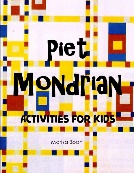 Piet
Mondrian
ACTIVITIES FOR KIDS